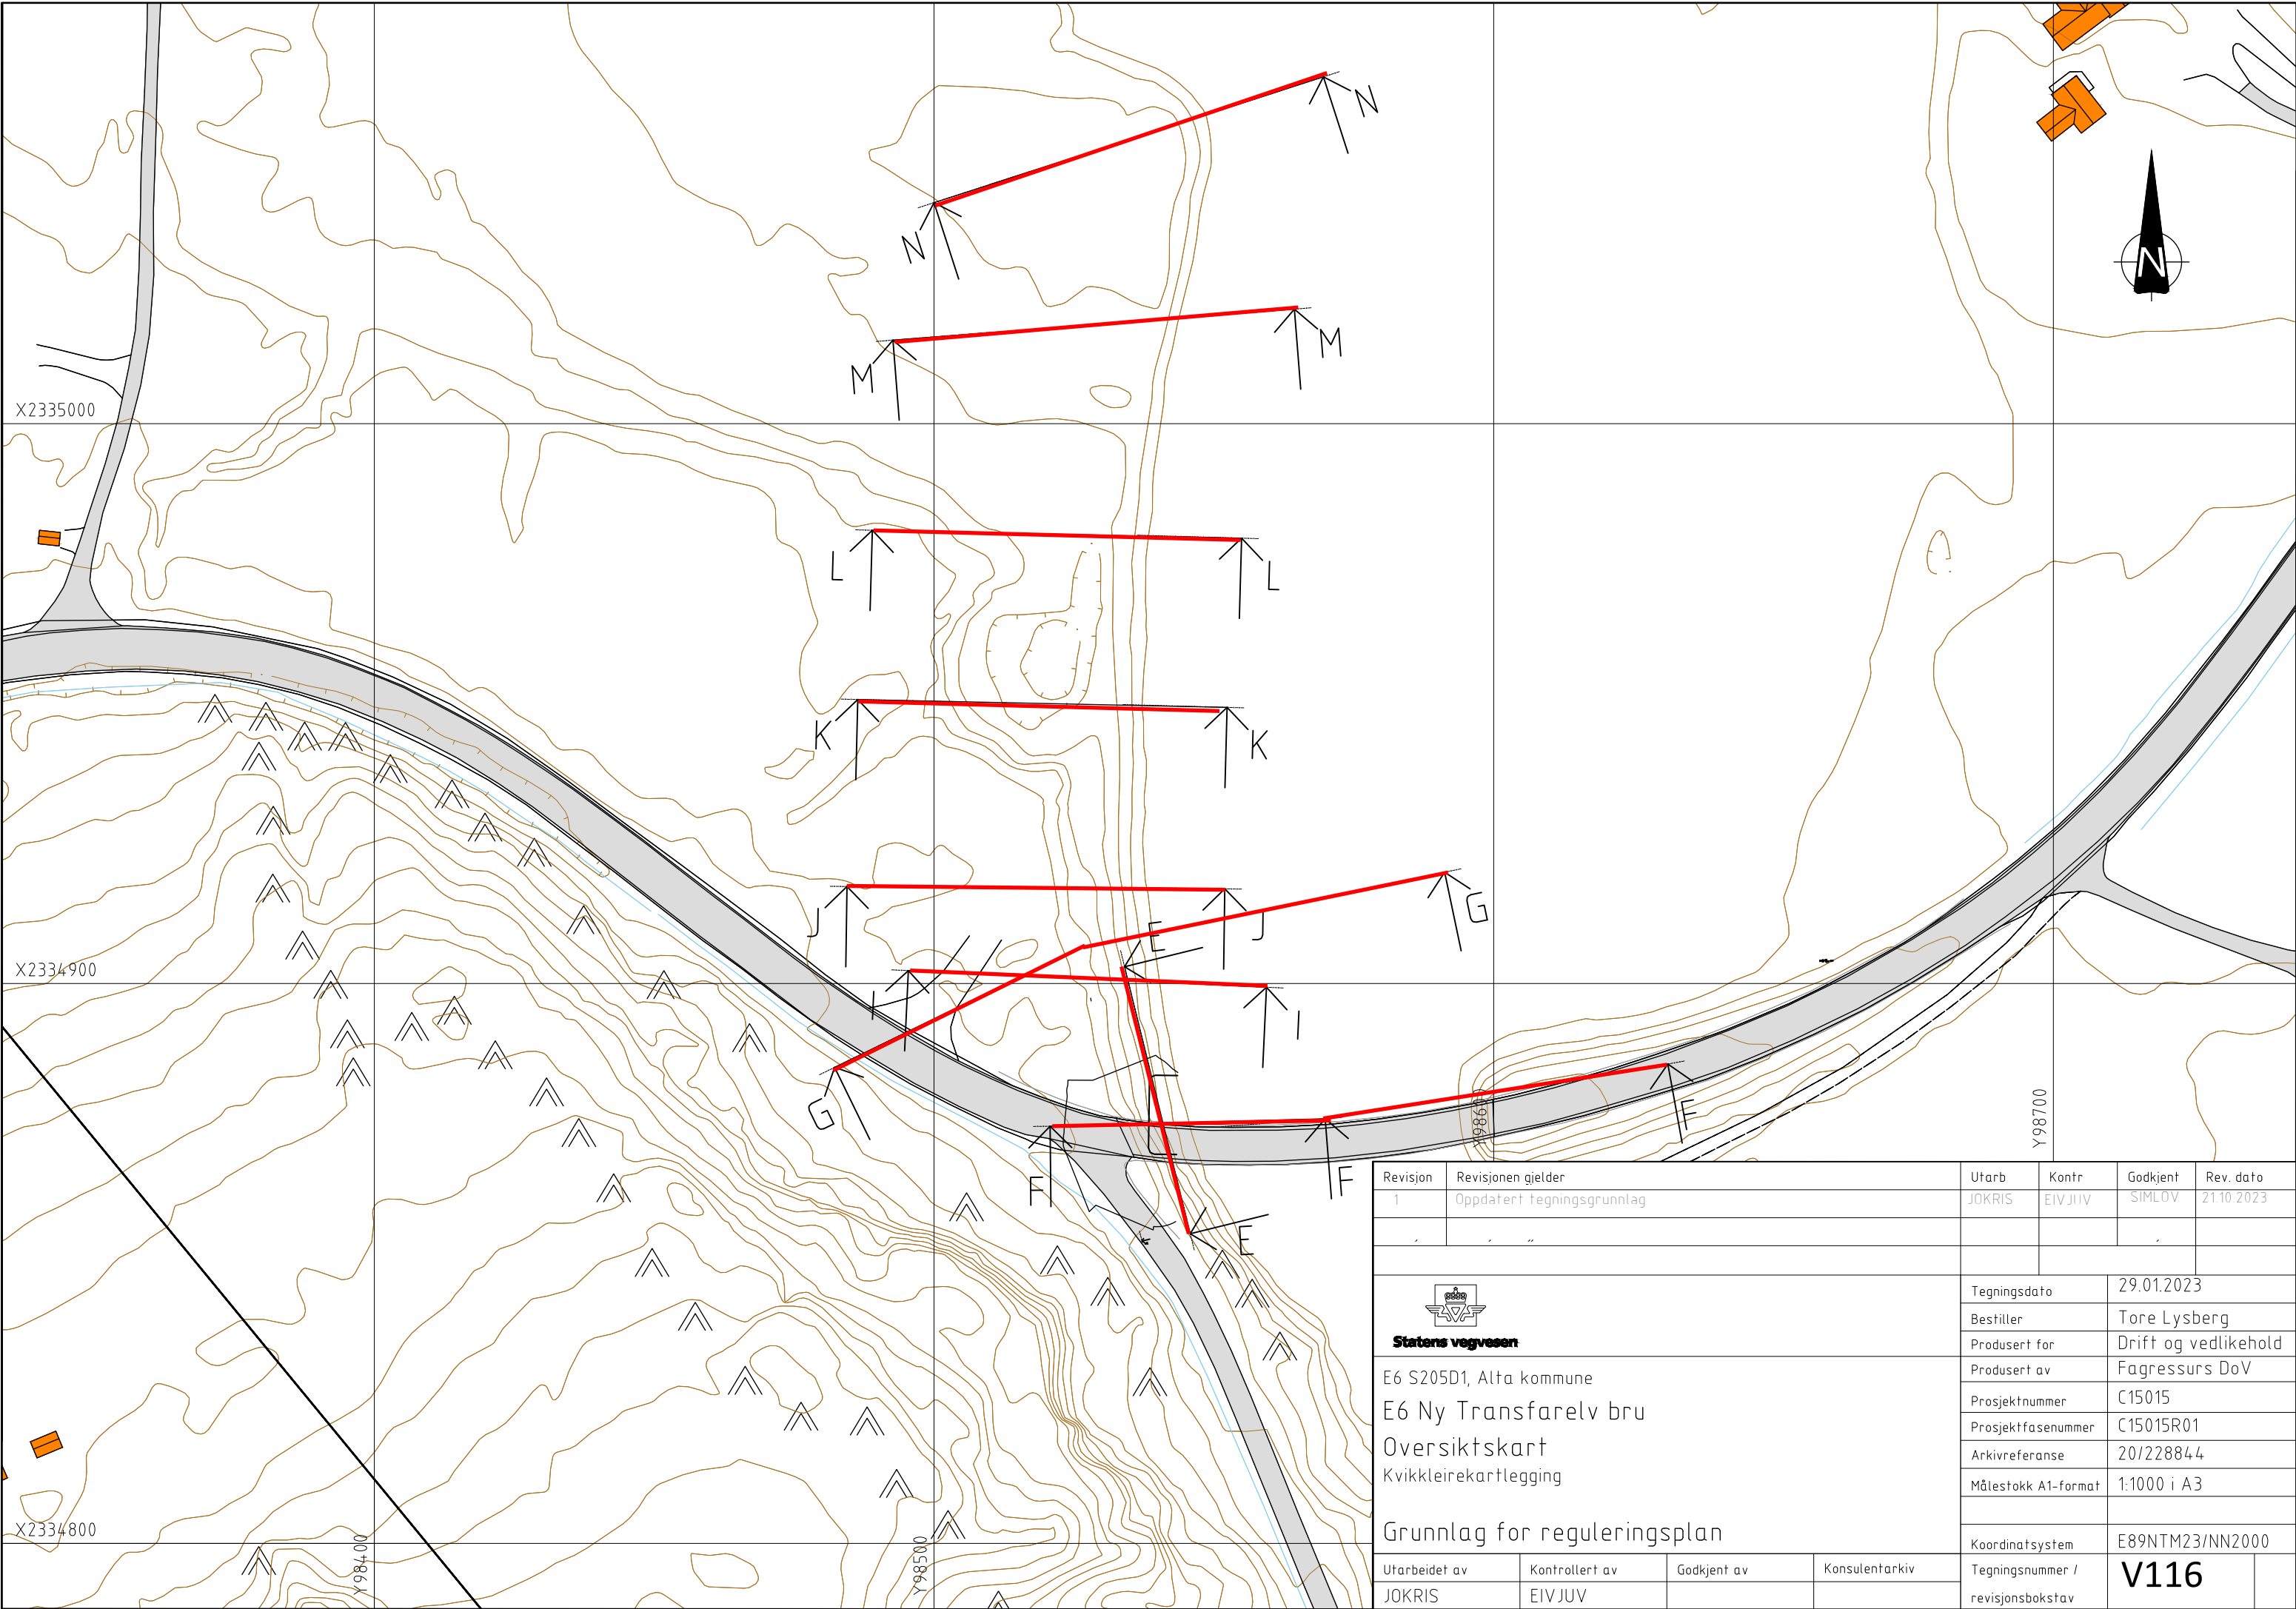 N
N
N
M
M
X2335000
L
L
K
K
J
J
G
E
X2334900
I
I
G
F
F
F
E
Y98600
Y98700
X2334800
Y98400
Y98500
Revisjon Revisjonen gjelder Utarb Kontr Godkjent Rev. dato
1 Oppdatert tegningsgrunnlag JOKRIS EIVJUV SIMLOV 21.10.2023
Statens vegvesen
E6 S205D1, Alta kommune
E6 Ny Transfarelv bru
Oversiktskart
Kvikkleirekartlegging
Grunnlag for reguleringsplan
Tegningsdato 29.01.2023
Bestiller Tore Lysberg
Produsert for Drift og vedlikehold
Produsert av Fagressurs DoV
Prosjektnummer C15015
Prosjektfasenummer C15015R01
Arkivreferanse 20/228844
Målestokk A1-format 1:1000 i A3
Koordinatsystem E89NTM23/NN2000
Utarbeidet av Kontrollert av Godkjent av Konsulentarkiv
JOKRIS EIVJUV
Tegningsnummer / revisjonsbokstav V116